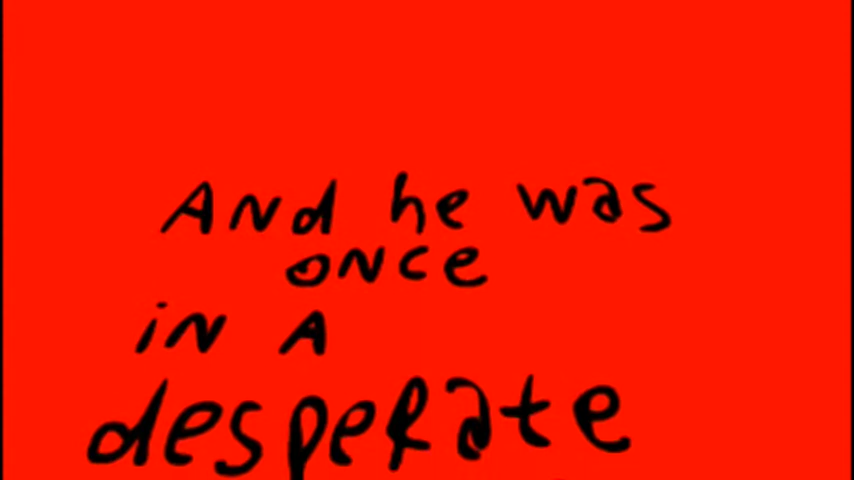 And he was
once
in A
desperate